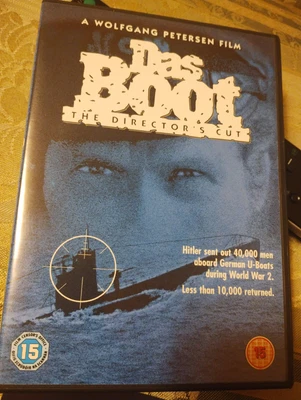 A WOLFGANG PETERSEN FILM
Das
Boot
THE DIRECTOR'S CUT
Hitler sent out 40,000 men
aboard German U-Boats
during World War 2.
Less than 10,000 returned.
15
15